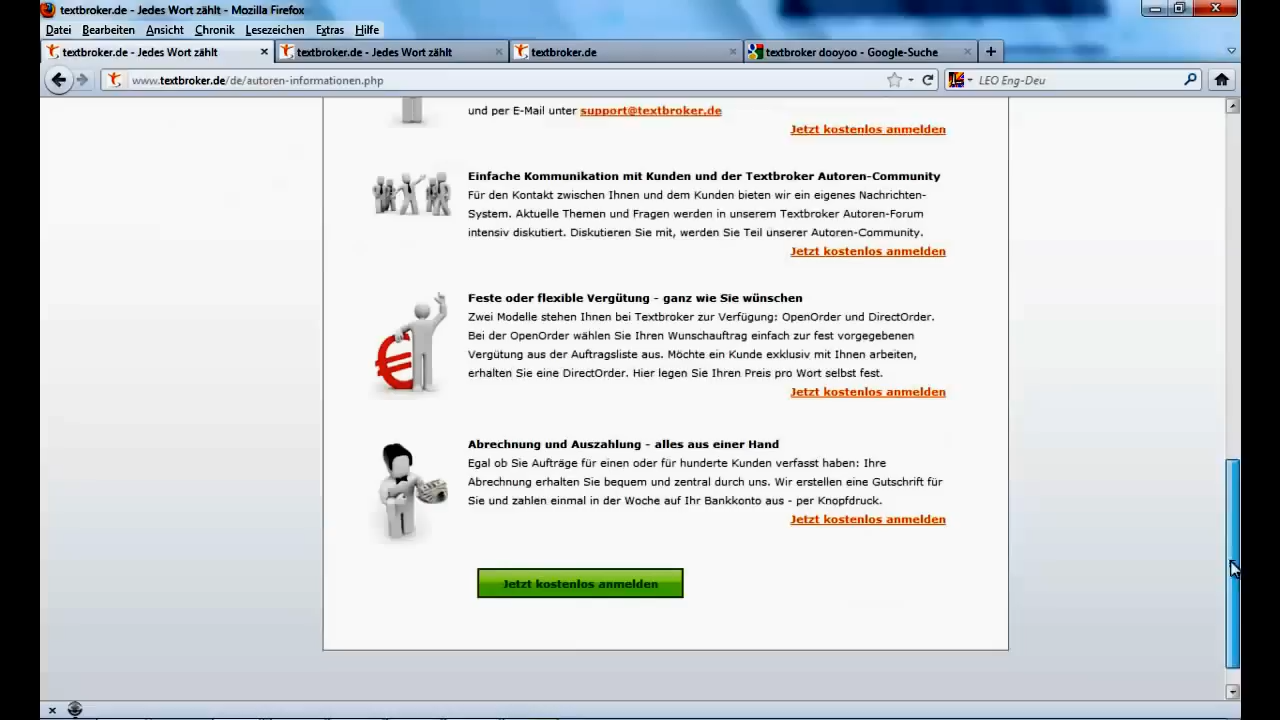 textbroker.de - Jedes Wort zählt - Mozilla Firefox
Datei Bearbeiten Ansicht Chronik Lesezeichen Extras Hilfe
textbroker.de - Jedes Wort zählt × textbroker.de - Jedes Wort zählt × textbroker.de × textbroker dooyoo - Google-Suche × +
www.textbroker.de/de/autoren-informationen.php LEO Eng-Deu
und per E-Mail unter support@textbroker.de
Jetzt kostenlos anmelden
Einfache Kommunikation mit Kunden und der Textbroker Autoren-Community
Für den Kontakt zwischen Ihnen und dem Kunden bieten wir ein eigenes Nachrichten-
System. Aktuelle Themen und Fragen werden in unserem Textbroker Autoren-Forum
intensiv diskutiert. Diskutieren Sie mit, werden Sie Teil unserer Autoren-Community.
Jetzt kostenlos anmelden
Feste oder flexible Vergütung - ganz wie Sie wünschen
Zwei Modelle stehen Ihnen bei Textbroker zur Verfügung: OpenOrder und DirectOrder.
Bei der OpenOrder wählen Sie Ihren Wunschauftrag einfach zur fest vorgegebenen
Vergütung aus der Auftragsliste aus. Möchte ein Kunde exklusiv mit Ihnen arbeiten,
erhalten Sie eine DirectOrder. Hier legen Sie Ihren Preis pro Wort selbst fest.
Jetzt kostenlos anmelden
Abrechnung und Auszahlung - alles aus einer Hand
Egal ob Sie Aufträge für einen oder für hunderte Kunden verfasst haben: Ihre
Abrechnung erhalten Sie bequem und zentral durch uns. Wir erstellen eine Gutschrift für
Sie und zahlen einmal in der Woche auf Ihr Bankkonto aus - per Knopfdruck.
Jetzt kostenlos anmelden
Jetzt kostenlos anmelden